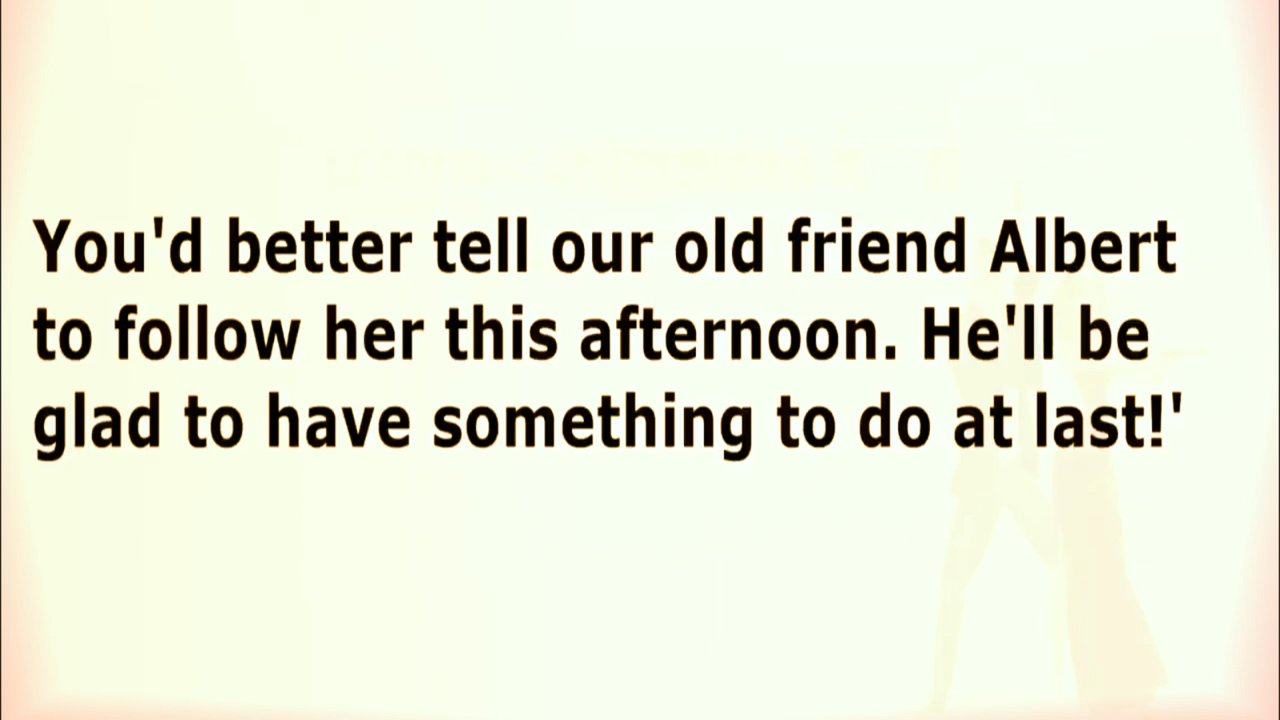 You'd better tell our old friend Albert
to follow her this afternoon. He'll be
glad to have something to do at last!'